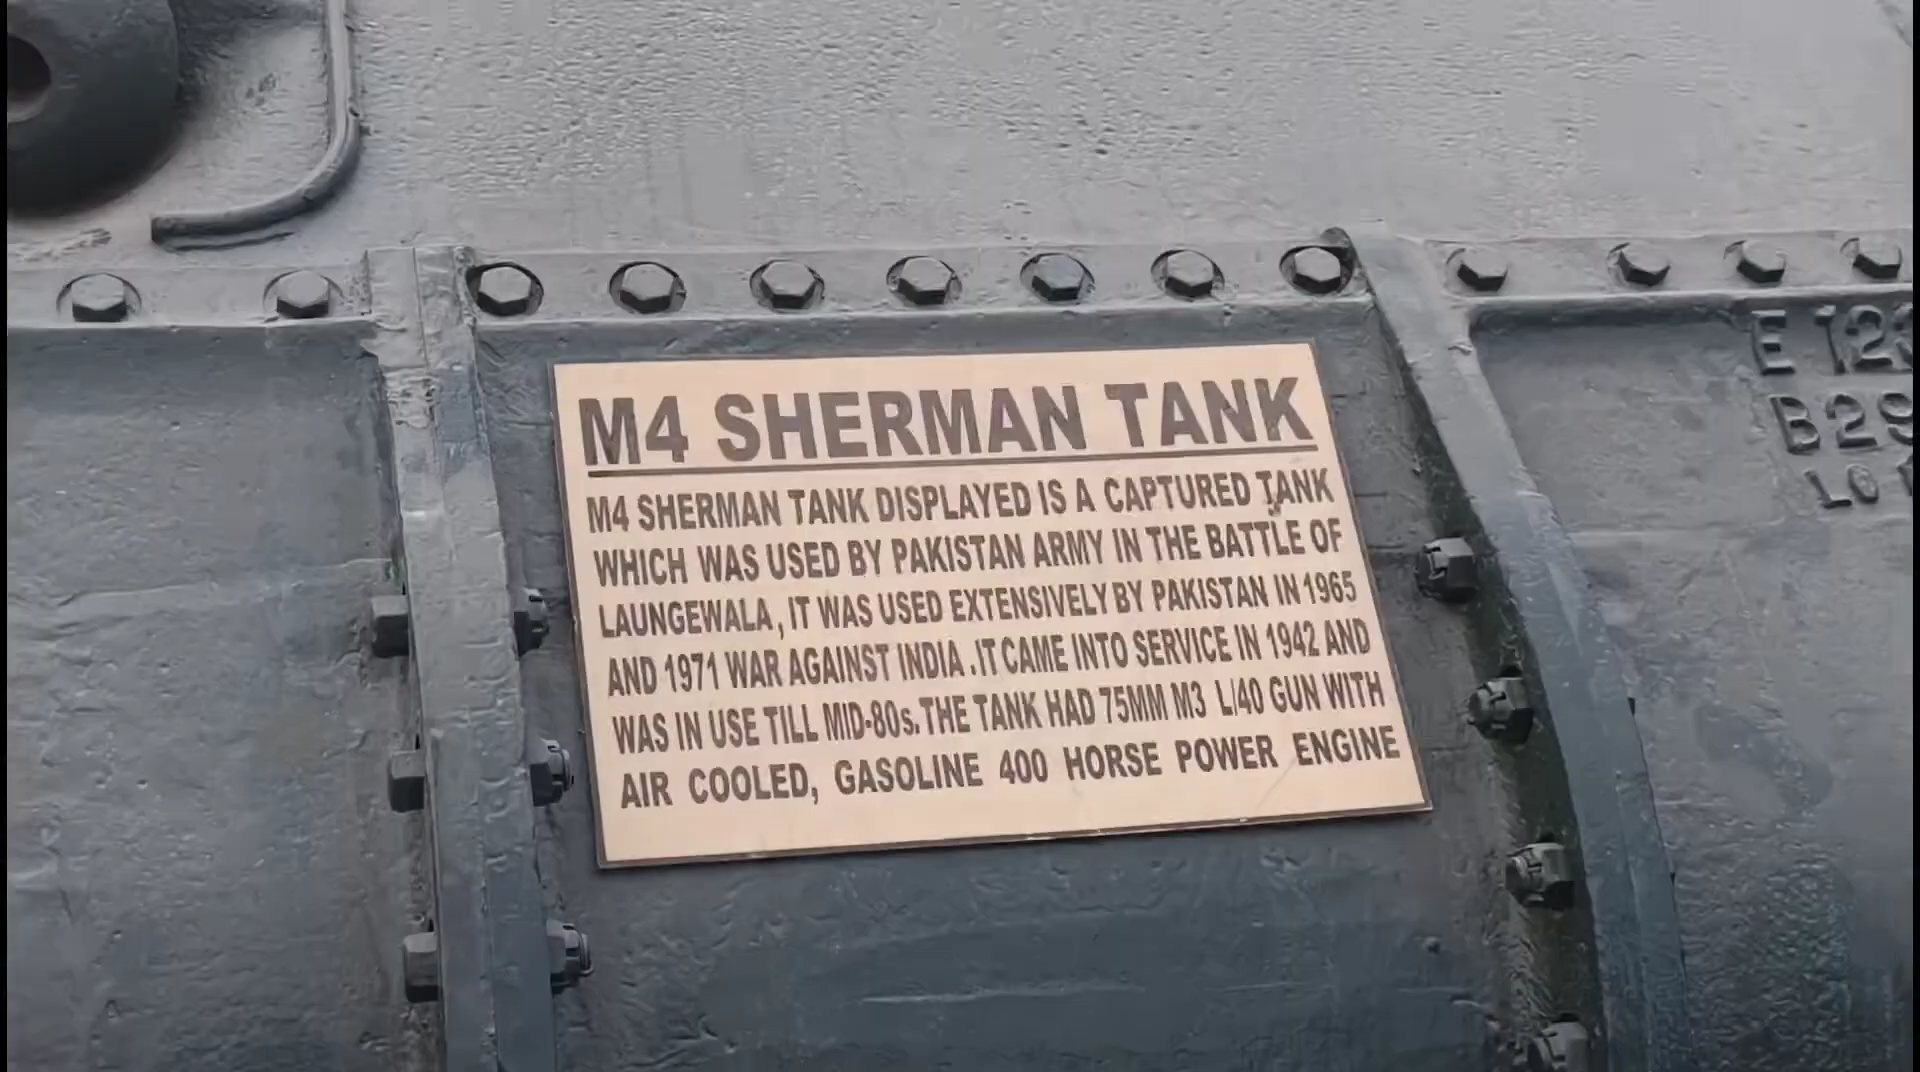 M4 SHERMAN TANK
M4 SHERMAN TANK DISPLAYED IS A CAPTURED TANK
WHICH WAS USED BY PAKISTAN ARMY IN THE BATTLE OF
LAUNGEWALA, IT WAS USED EXTENSIVELY BY PAKISTAN IN 1965
AND 1971 WAR AGAINST INDIA .IT CAME INTO SERVICE IN 1942 AND
WAS IN USE TILL MID-80s. THE TANK HAD 75MM M3 L/40 GUN WITH
AIR COOLED, GASOLINE 400 HORSE POWER ENGINE